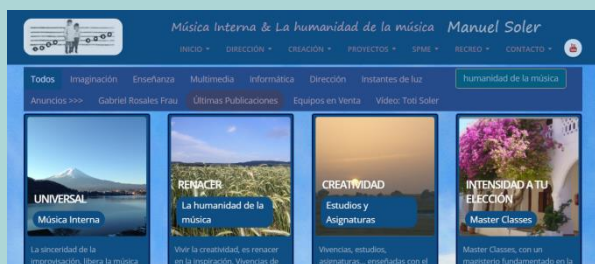 Música Interna & La humanidad de la música Manuel Soler
INICIO DIRECCIÓN CREACIÓN PROYECTOS SPME RECREO CONTACTO
Todos Imaginación Enseñanza Multimedia Informática Dirección Instantes de luz humanidad de la música
Anuncios >>> Gabriel Rosales Frau Últimas Publicaciones Equipos en Venta Vídeo: Toti Soler
UNIVERSAL
Música Interna
La sinceridad de la
improvisación, libera la música
RENACER
La humanidad de la
música
Vivir la creatividad, es renacer
en la inspiración. Vivencias de
CREATIVIDAD
Estudios y
Asignaturas
Vivencias, estudios,
asignaturas... enseñadas con el
INTENSIDAD A TU
ELECCIÓN
Master Classes
Master Classes, con un
magisterio fundamentado en la